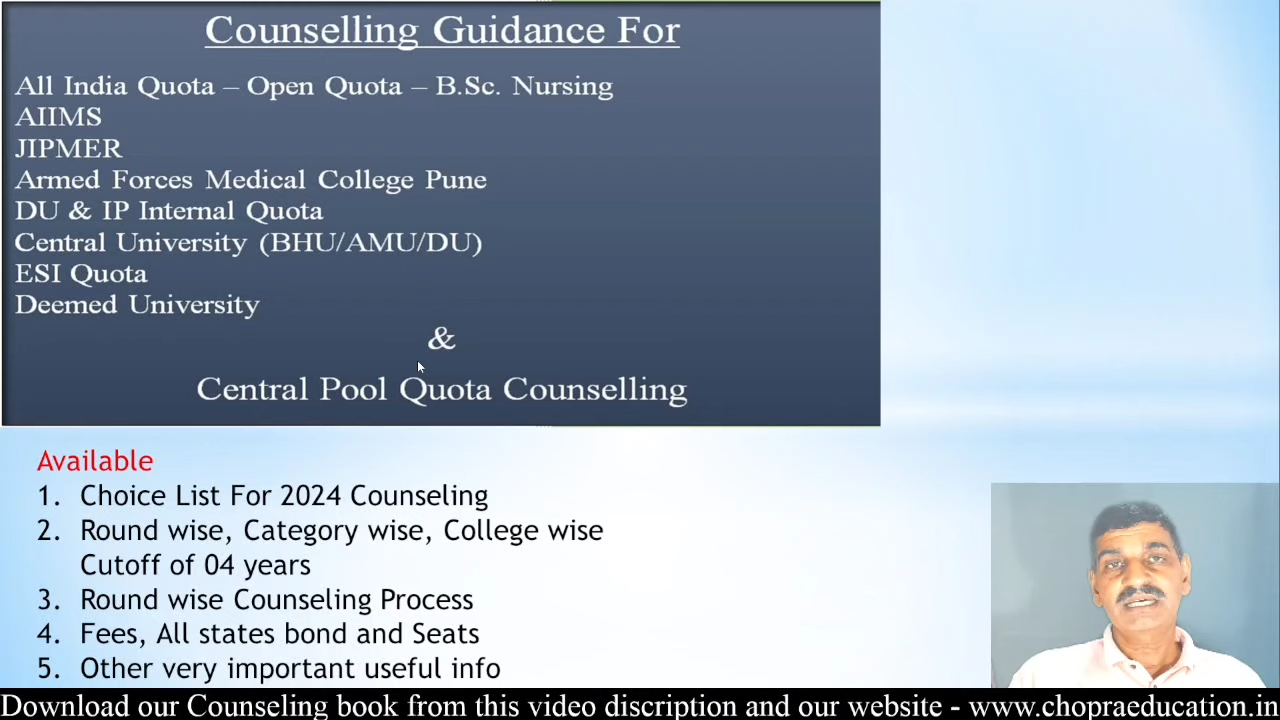 Counselling Guidance For
All India Quota – Open Quota – B.Sc. Nursing
AIIMS
JIPMER
Armed Forces Medical College Pune
DU & IP Internal Quota
Central University (BHU/AMU/DU)
ESI Quota
Deemed University
&
Central Pool Quota Counselling
Available
1. Choice List For 2024 Counseling
2. Round wise, Category wise, College wise
Cutoff of 04 years
3. Round wise Counseling Process
4. Fees, All states bond and Seats
5. Other very important useful info
Download our Counseling book from this video discription and our website - www.chopraeducation.in